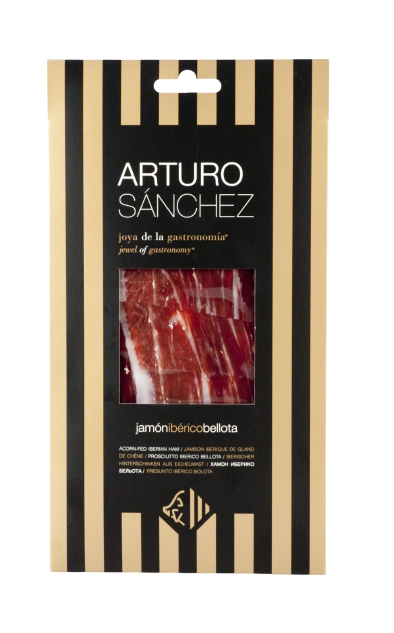 ARTURO
SÁNCHEZ
joya de la gastronomía®
jewel of gastronomy®
jamónibéricobellota
ACORN-FED IBERIAN HAM / JAMBON IBERIQUE DE GLAND
DE CHÊNE / PROSCIUTTO IBERICO BELLOTA / IBERISCHER
HINTERSCHINKEN AUS EICHELMAST / ХАМОН ИБЕРИКО
БЕЛЬОТА / PRESUNTO IBÉRICO BOLOTA